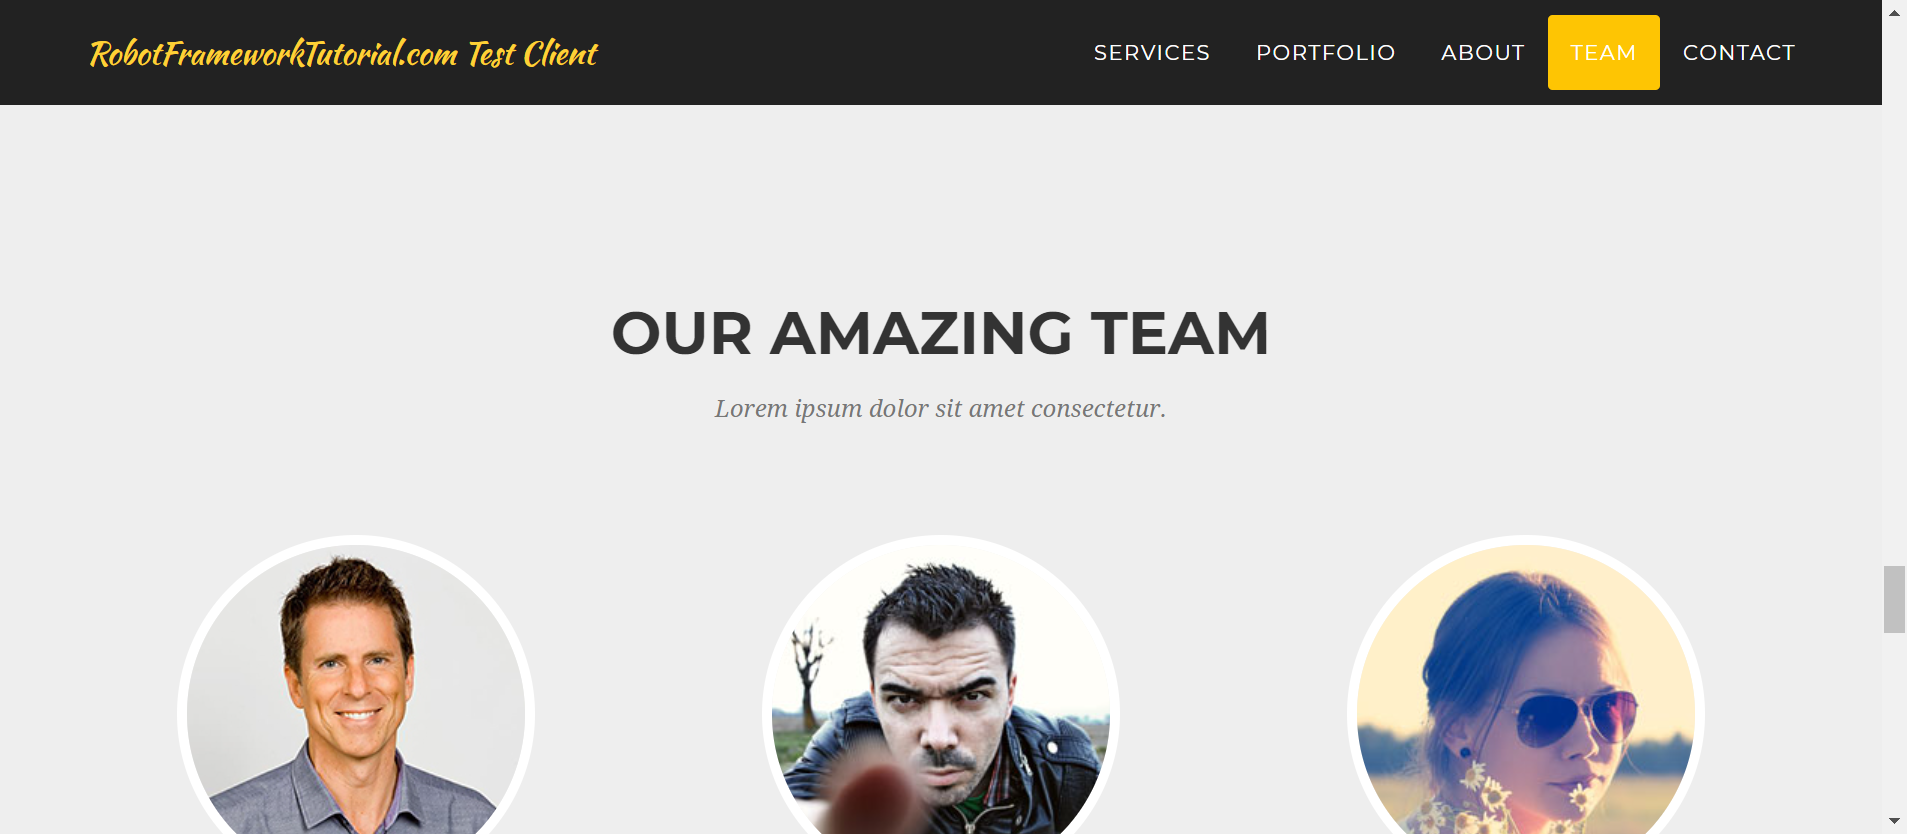 RobotFrameworkTutorial.com Test Client
SERVICES
PORTFOLIO
ABOUT
TEAM
CONTACT
OUR AMAZING TEAM
Lorem ipsum dolor sit amet consectetur.